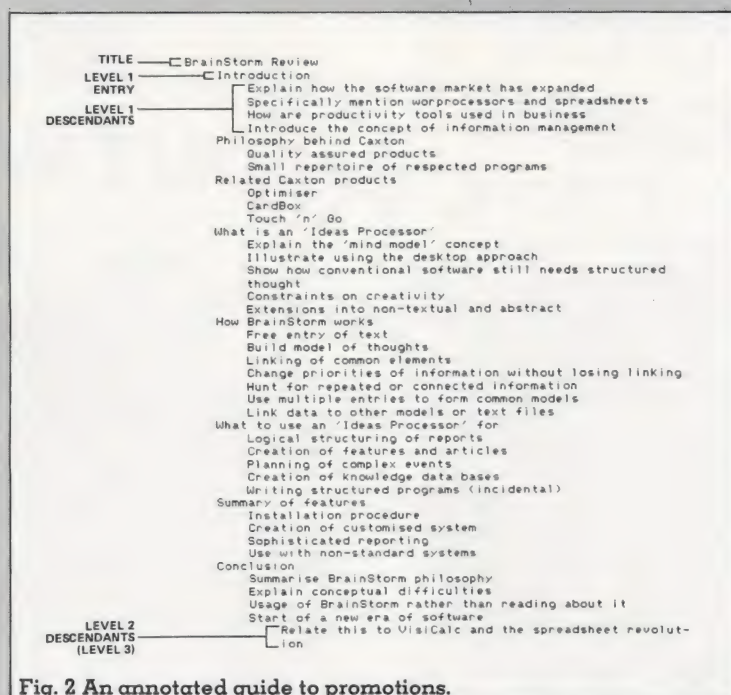 TITLE BrainStorm Review
LEVEL 1 ENTRY Introduction
LEVEL 1 DESCENDANTS Explain how the software market has expanded
Specifically mention worprocessors and spreadsheets
How are productivity tools used in business
Introduce the concept of information management
Philosophy behind Caxton
Quality assured products
Small repertoire of respected programs
Related Caxton products
Optimiser
CardBox
Touch 'n' Go
What is an 'Ideas Processor'
Explain the 'mind model' concept
Illustrate using the desktop approach
Show how conventional software still needs structured
thought
Constraints on creativity
Extensions into non-textual and abstract
How BrainStorm works
Free entry of text
Build model of thoughts
Linking of common elements
Change priorities of information without losing linking
Hunt for repeated or connected information
Use multiple entries to form common models
Link data to other models or text files
What to use an 'Ideas Processor' for
Logical structuring of reports
Creation of features and articles
Planning of complex events
Creation of knowledge data bases
Writing structured programs (incidental)
Summary of features
Installation procedure
Creation of customised system
Sophisticated reporting
Use with non-standard systems
Conclusion
Summarise BrainStorm philosophy
Explain conceptual difficulties
Usage of BrainStorm rather than reading about it
Start of a new era of software
LEVEL 2 DESCENDANTS (LEVEL 3) Relate this to VisiCalc and the spreadsheet revolut-
ion
Fig. 2 An annotated guide to promotions.